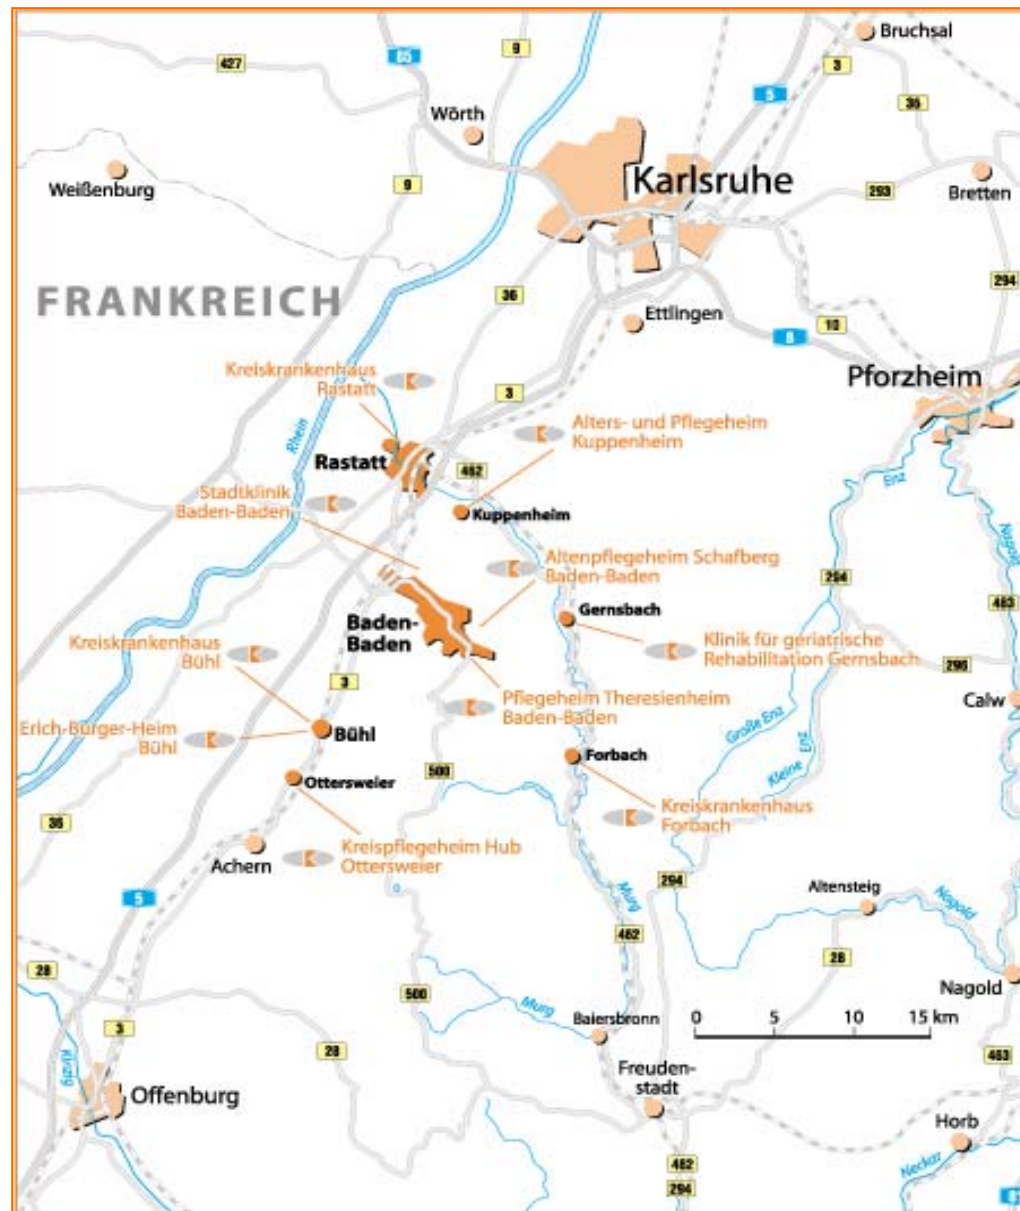 Bruchsal
65
9
427
3
5
35
Wörth
Weißenburg
9
Karlsruhe
293
Bretten
FRANKREICH
36
294
Ettlingen
10
8
Kreiskrankenhaus
Rastatt
3
Pforzheim
Rhein
Alters- und Pflegeheim
Kuppenheim
Rastatt
462
Enz
Stadtklinik
Baden-Baden
Kuppenheim
Nagold
Altenpflegeheim Schafberg
Baden-Baden
294
463
Gernsbach
Baden-
Baden
Kreiskrankenhaus
Bühl
Klinik für geriatrische
Rehabilitation Gernsbach
296
3
Pflegeheim Theresienheim
Baden-Baden
Calw
Erich-Burger-Heim
Bühl
Bühl
Große Enz
Kleine Enz
Forbach
500
Ottersweier
Kreiskrankenhaus
Forbach
36
Kreispflegeheim Hub
Ottersweier
Achern
5
294
Altensteig
Nagold
Murg
462
28
28
500
Nagold
Murg
Baiersbronn
0 5 10 15 km
3
28
463
Kinzig
Freuden-
stadt
Offenburg
Horb
Neckar
462
294
81